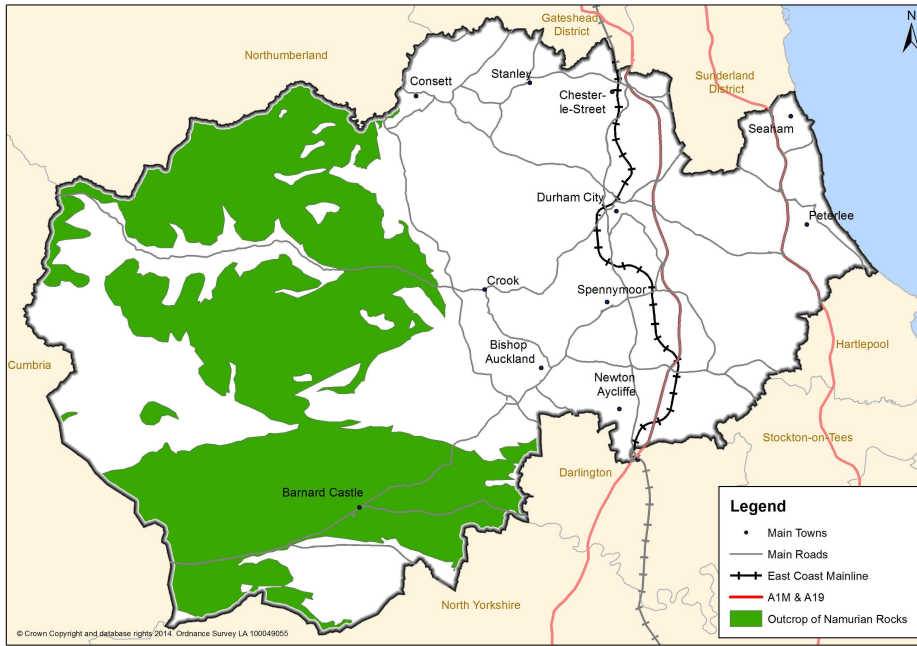 Gateshead
District
N
Northumberland
Stanley
Consett
Sunderland
District
Chester-
le-Street
Seaham
Durham City
Peterlee
Crook
Spennymoor
Hartlepool
Bishop
Auckland
Cumbria
Newton
Aycliffe
Stockton-on-Tees
Darlington
Barnard Castle
Legend
Main Towns
Main Roads
East Coast Mainline
A1M & A19
Outcrop of Namurian Rocks
North Yorkshire
© Crown Copyright and database rights 2014. Ordnance Survey LA 100049055